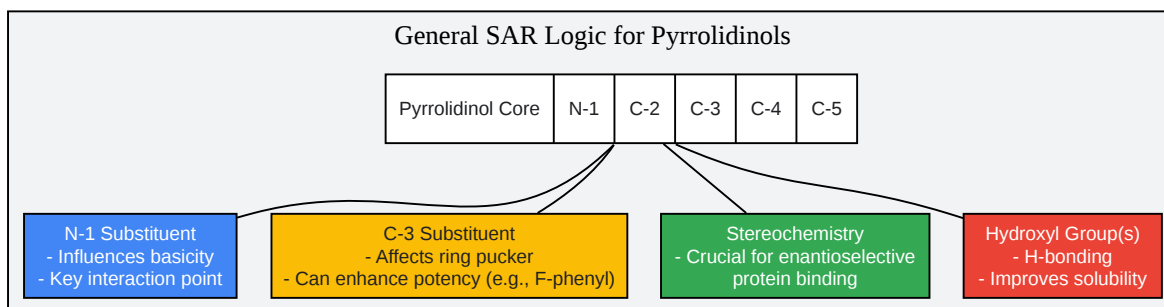 General SAR Logic for Pyrrolidinols
Pyrrolidinol Core N-1 C-2 C-3 C-4 C-5
N-1 Substituent
- Influences basicity
- Key interaction point
C-3 Substituent
- Affects ring pucker
- Can enhance potency (e.g., F-phenyl)
Stereochemistry
- Crucial for enantioselective
protein binding
Hydroxyl Group(s)
- H-bonding
- Improves solubility